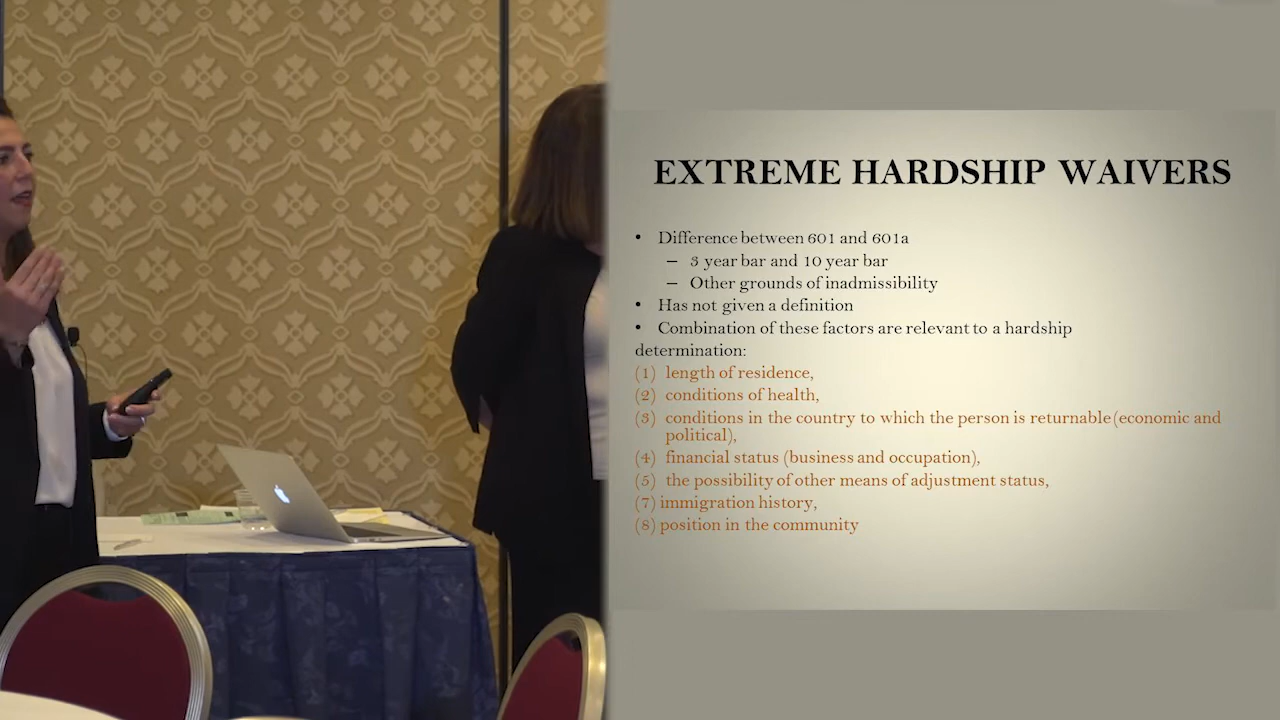 EXTREME HARDSHIP WAIVERS
• Difference between 601 and 601a
– 3 year bar and 10 year bar
– Other grounds of inadmissibility
• Has not given a definition
• Combination of these factors are relevant to a hardship
determination:
(1) length of residence,
(2) conditions of health,
(3) conditions in the country to which the person is returnable (economic and
political),
(4) financial status (business and occupation),
(5) the possibility of other means of adjustment status,
(7) immigration history,
(8) position in the community